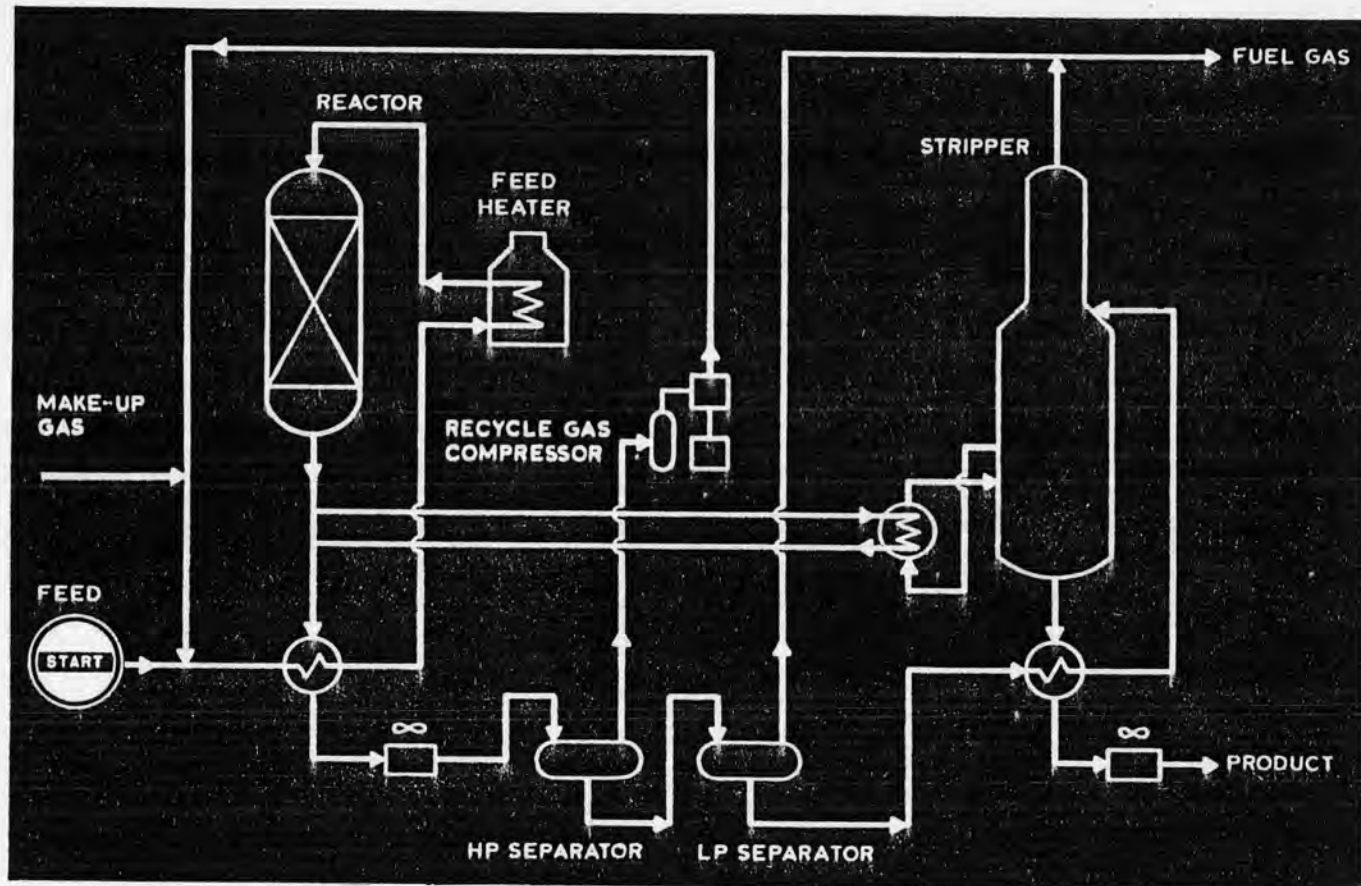 FUEL GAS
REACTOR
STRIPPER
FEED
HEATER
MAKE-UP
GAS
RECYCLE GAS
COMPRESSOR
FEED
START
PRODUCT
HP SEPARATOR
LP SEPARATOR